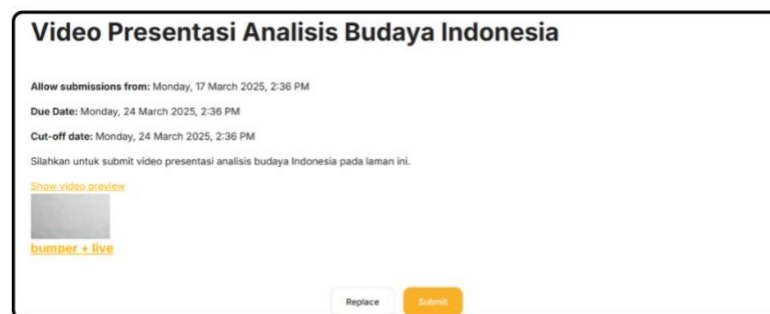 Video Presentasi Analisis Budaya Indonesia
Allow submissions from: Monday, 17 March 2025, 2:36 PM
Due Date: Monday, 24 March 2025, 2:36 PM
Cut-off date: Monday, 24 March 2025, 2:36 PM
Silahkan untuk submit video presentasi analisis budaya Indonesia pada laman ini.
Show video preview
bumper + live
Replace Submit